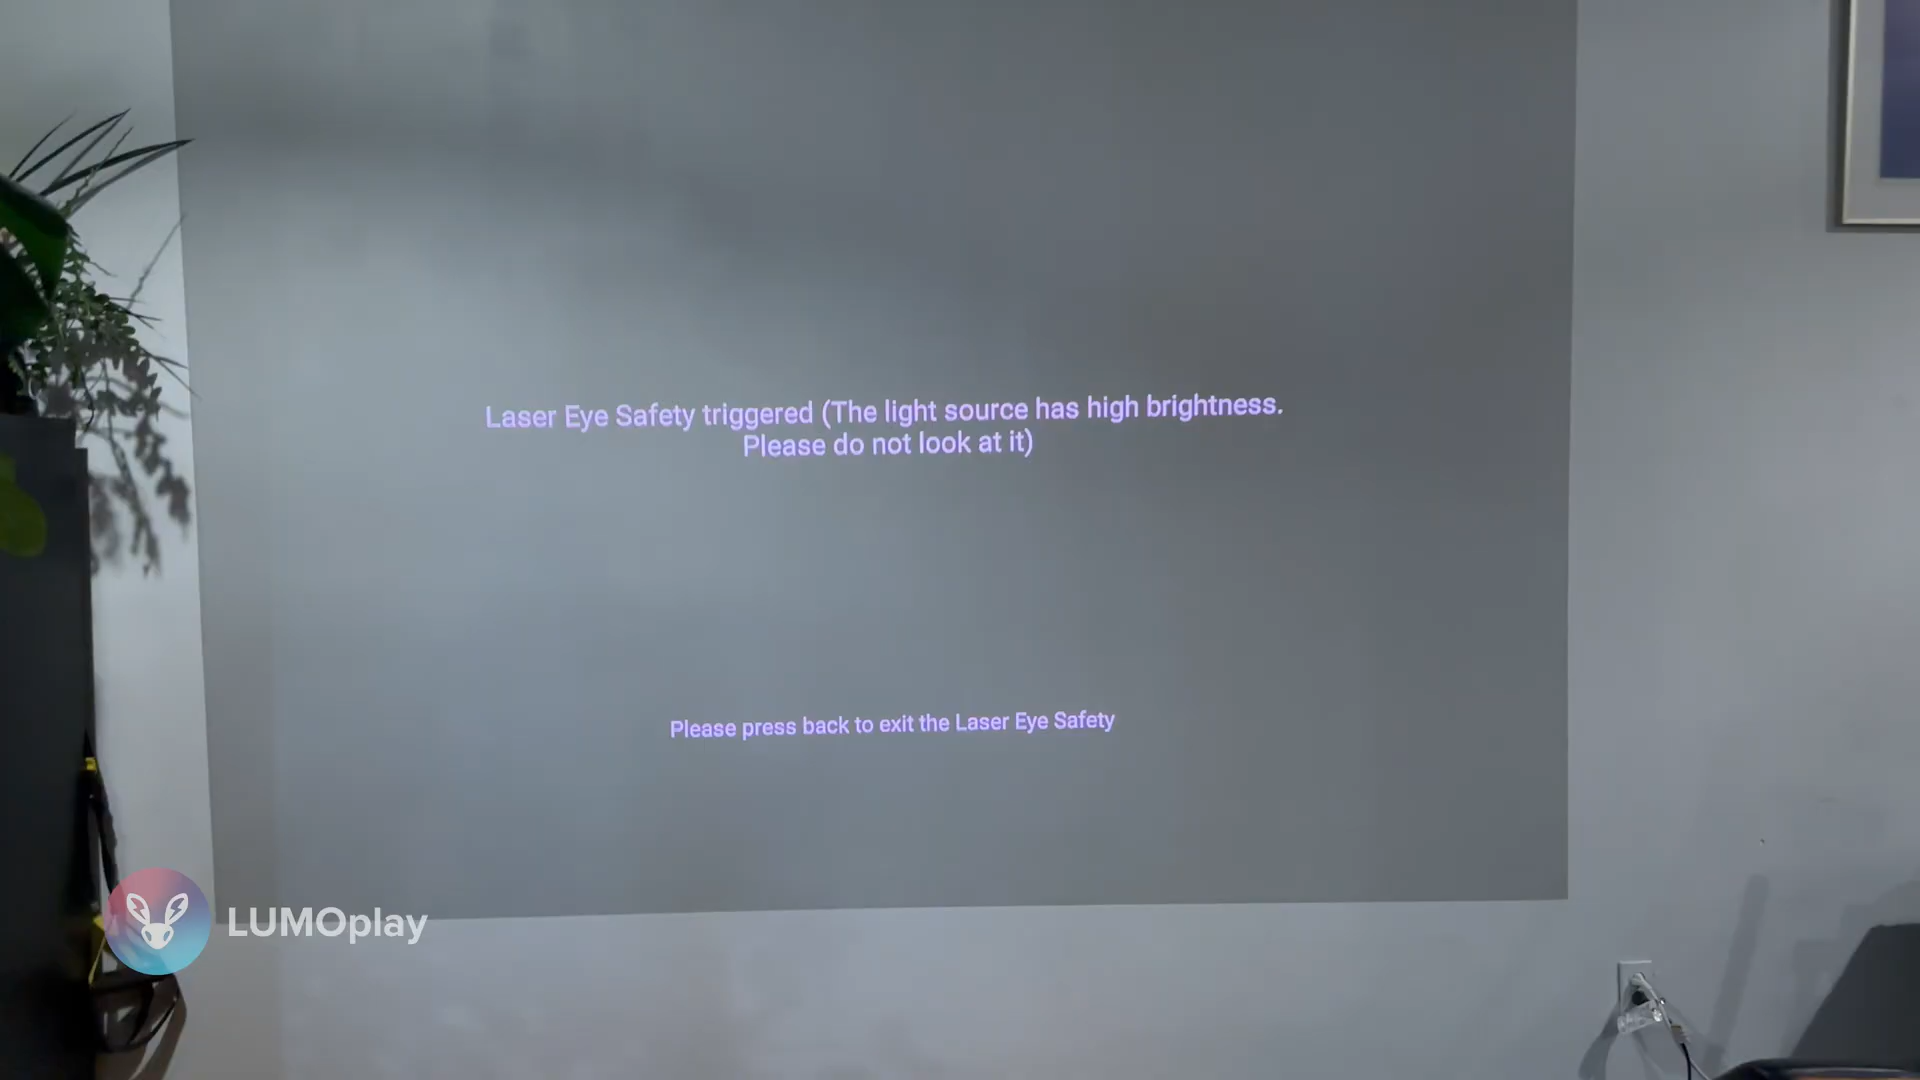 Laser Eye Safety triggered (The light source has high brightness.
Please do not look at it)
Please press back to exit the Laser Eye Safety
LUMOplay